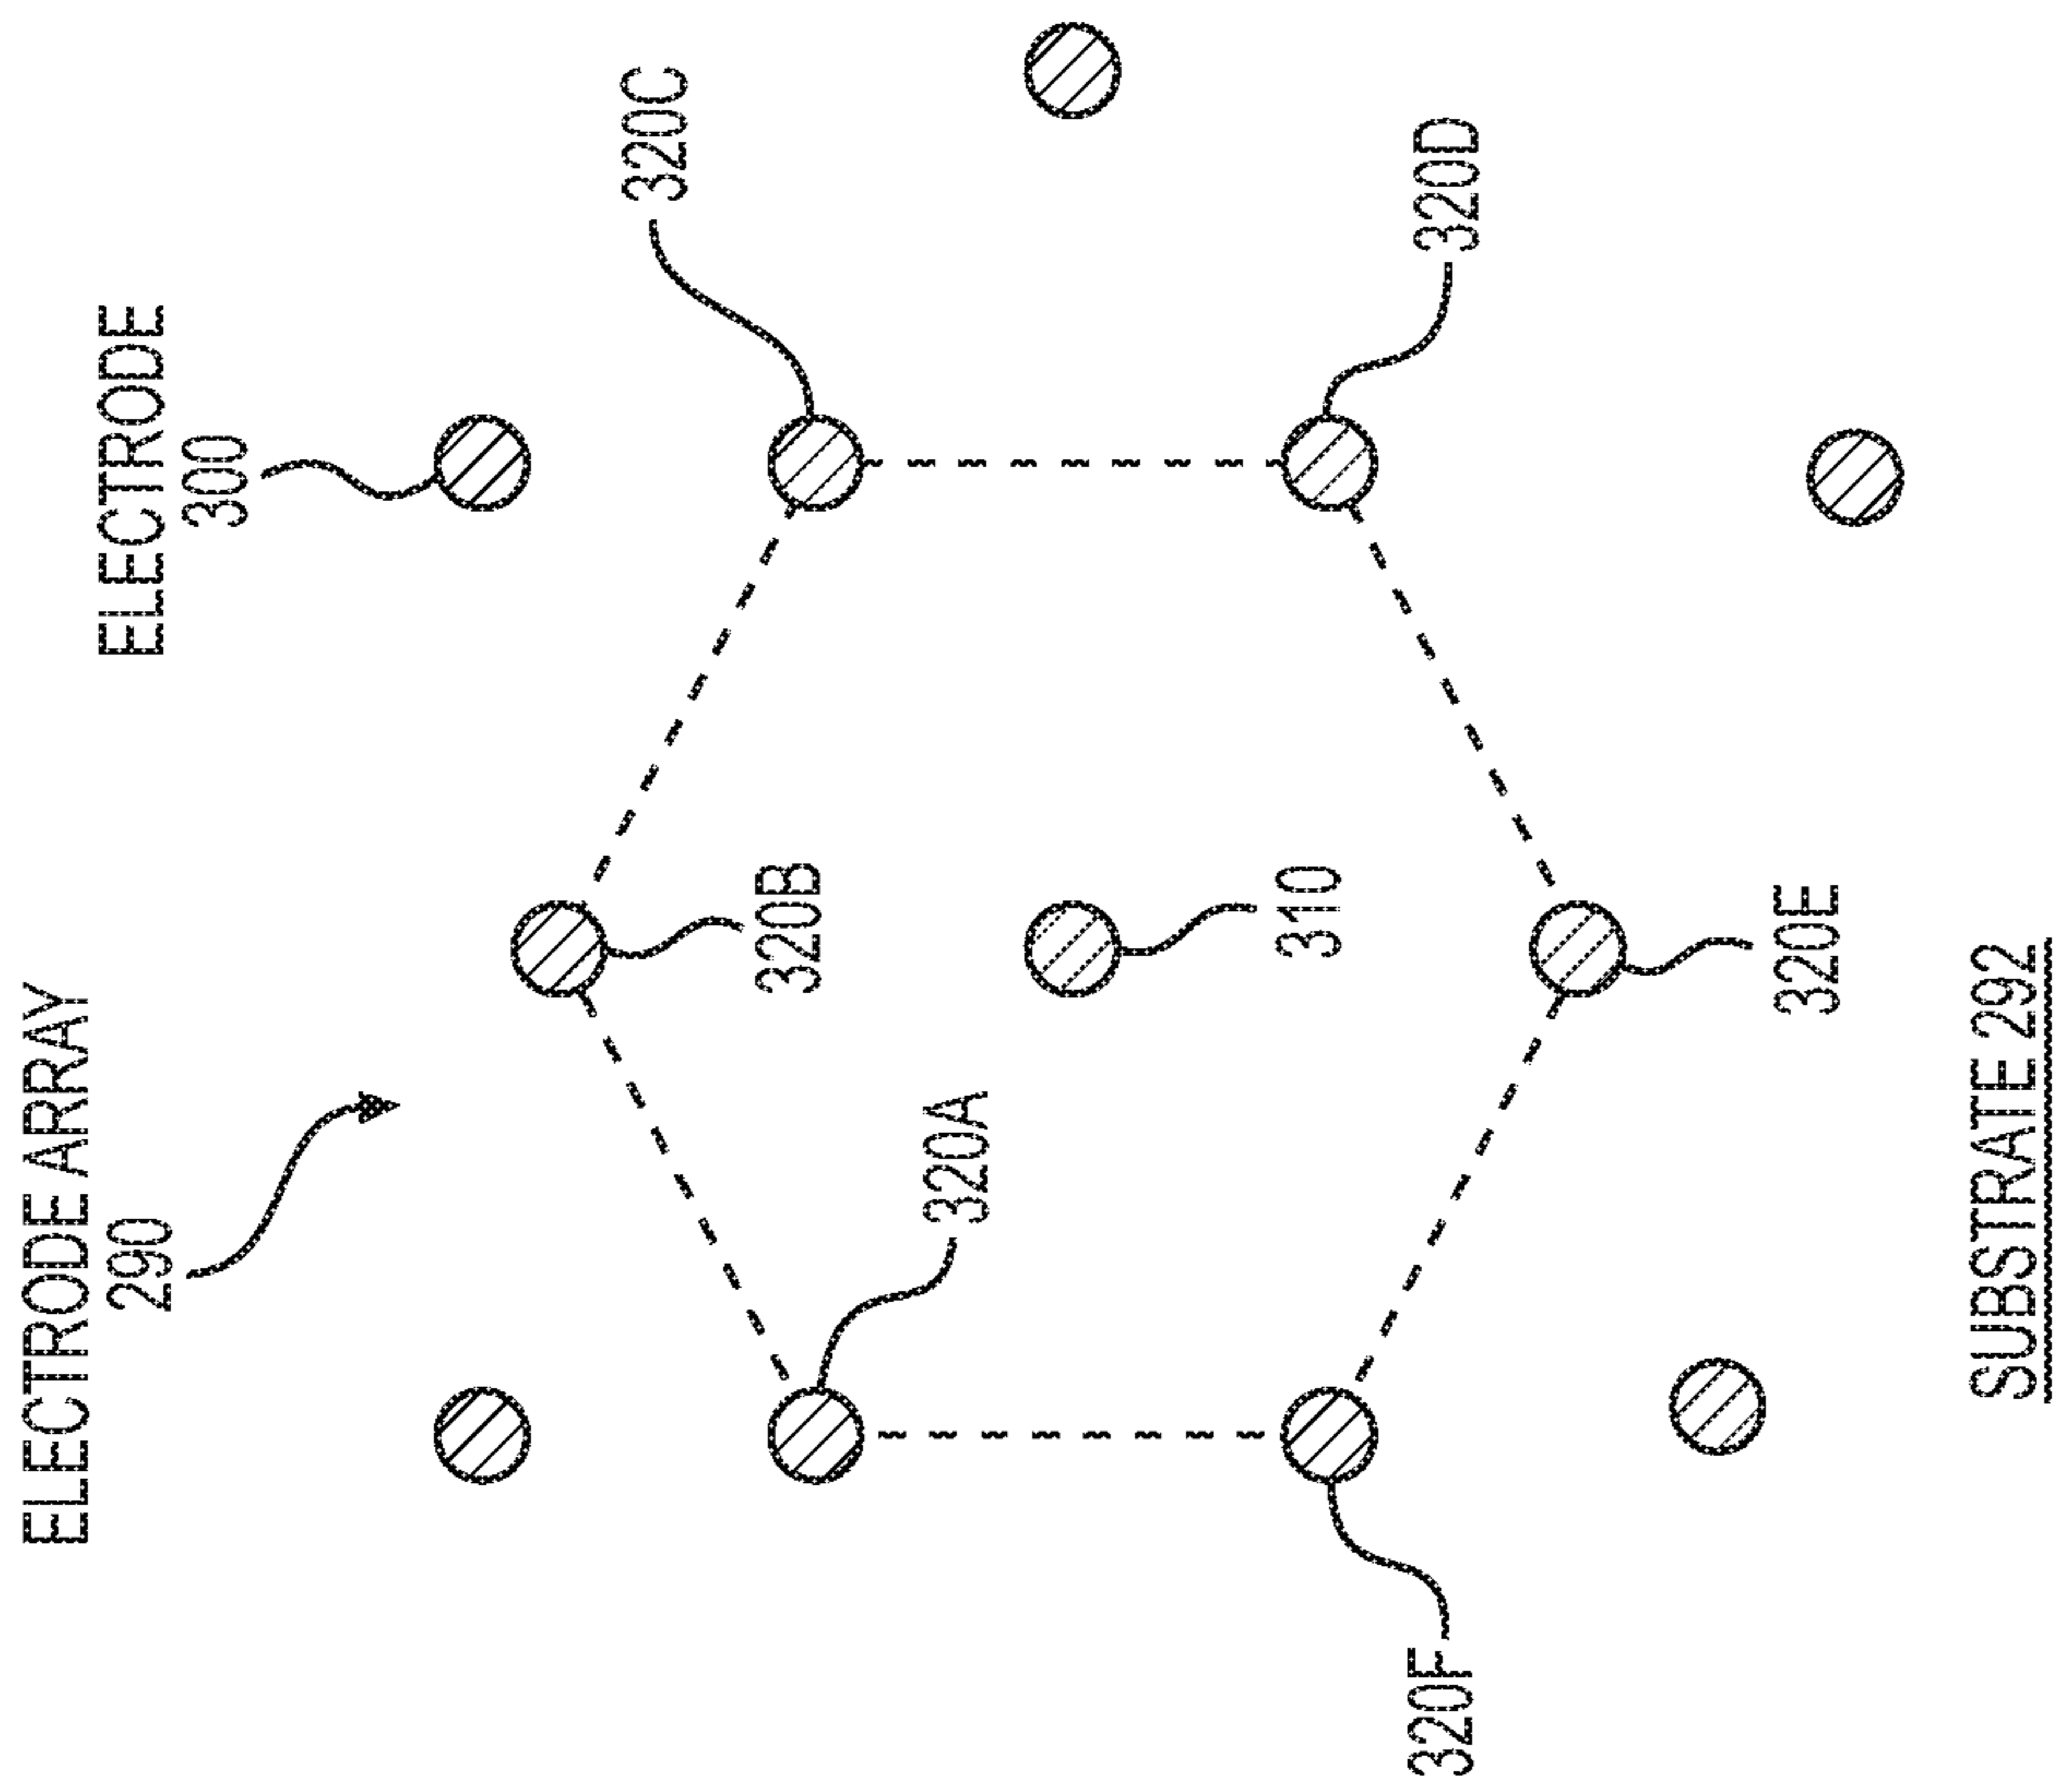 ELECTRODE ARRAY
290
ELECTRODE
300
320A
320B
320C
320D
310
320E
320F
SUBSTRATE 292